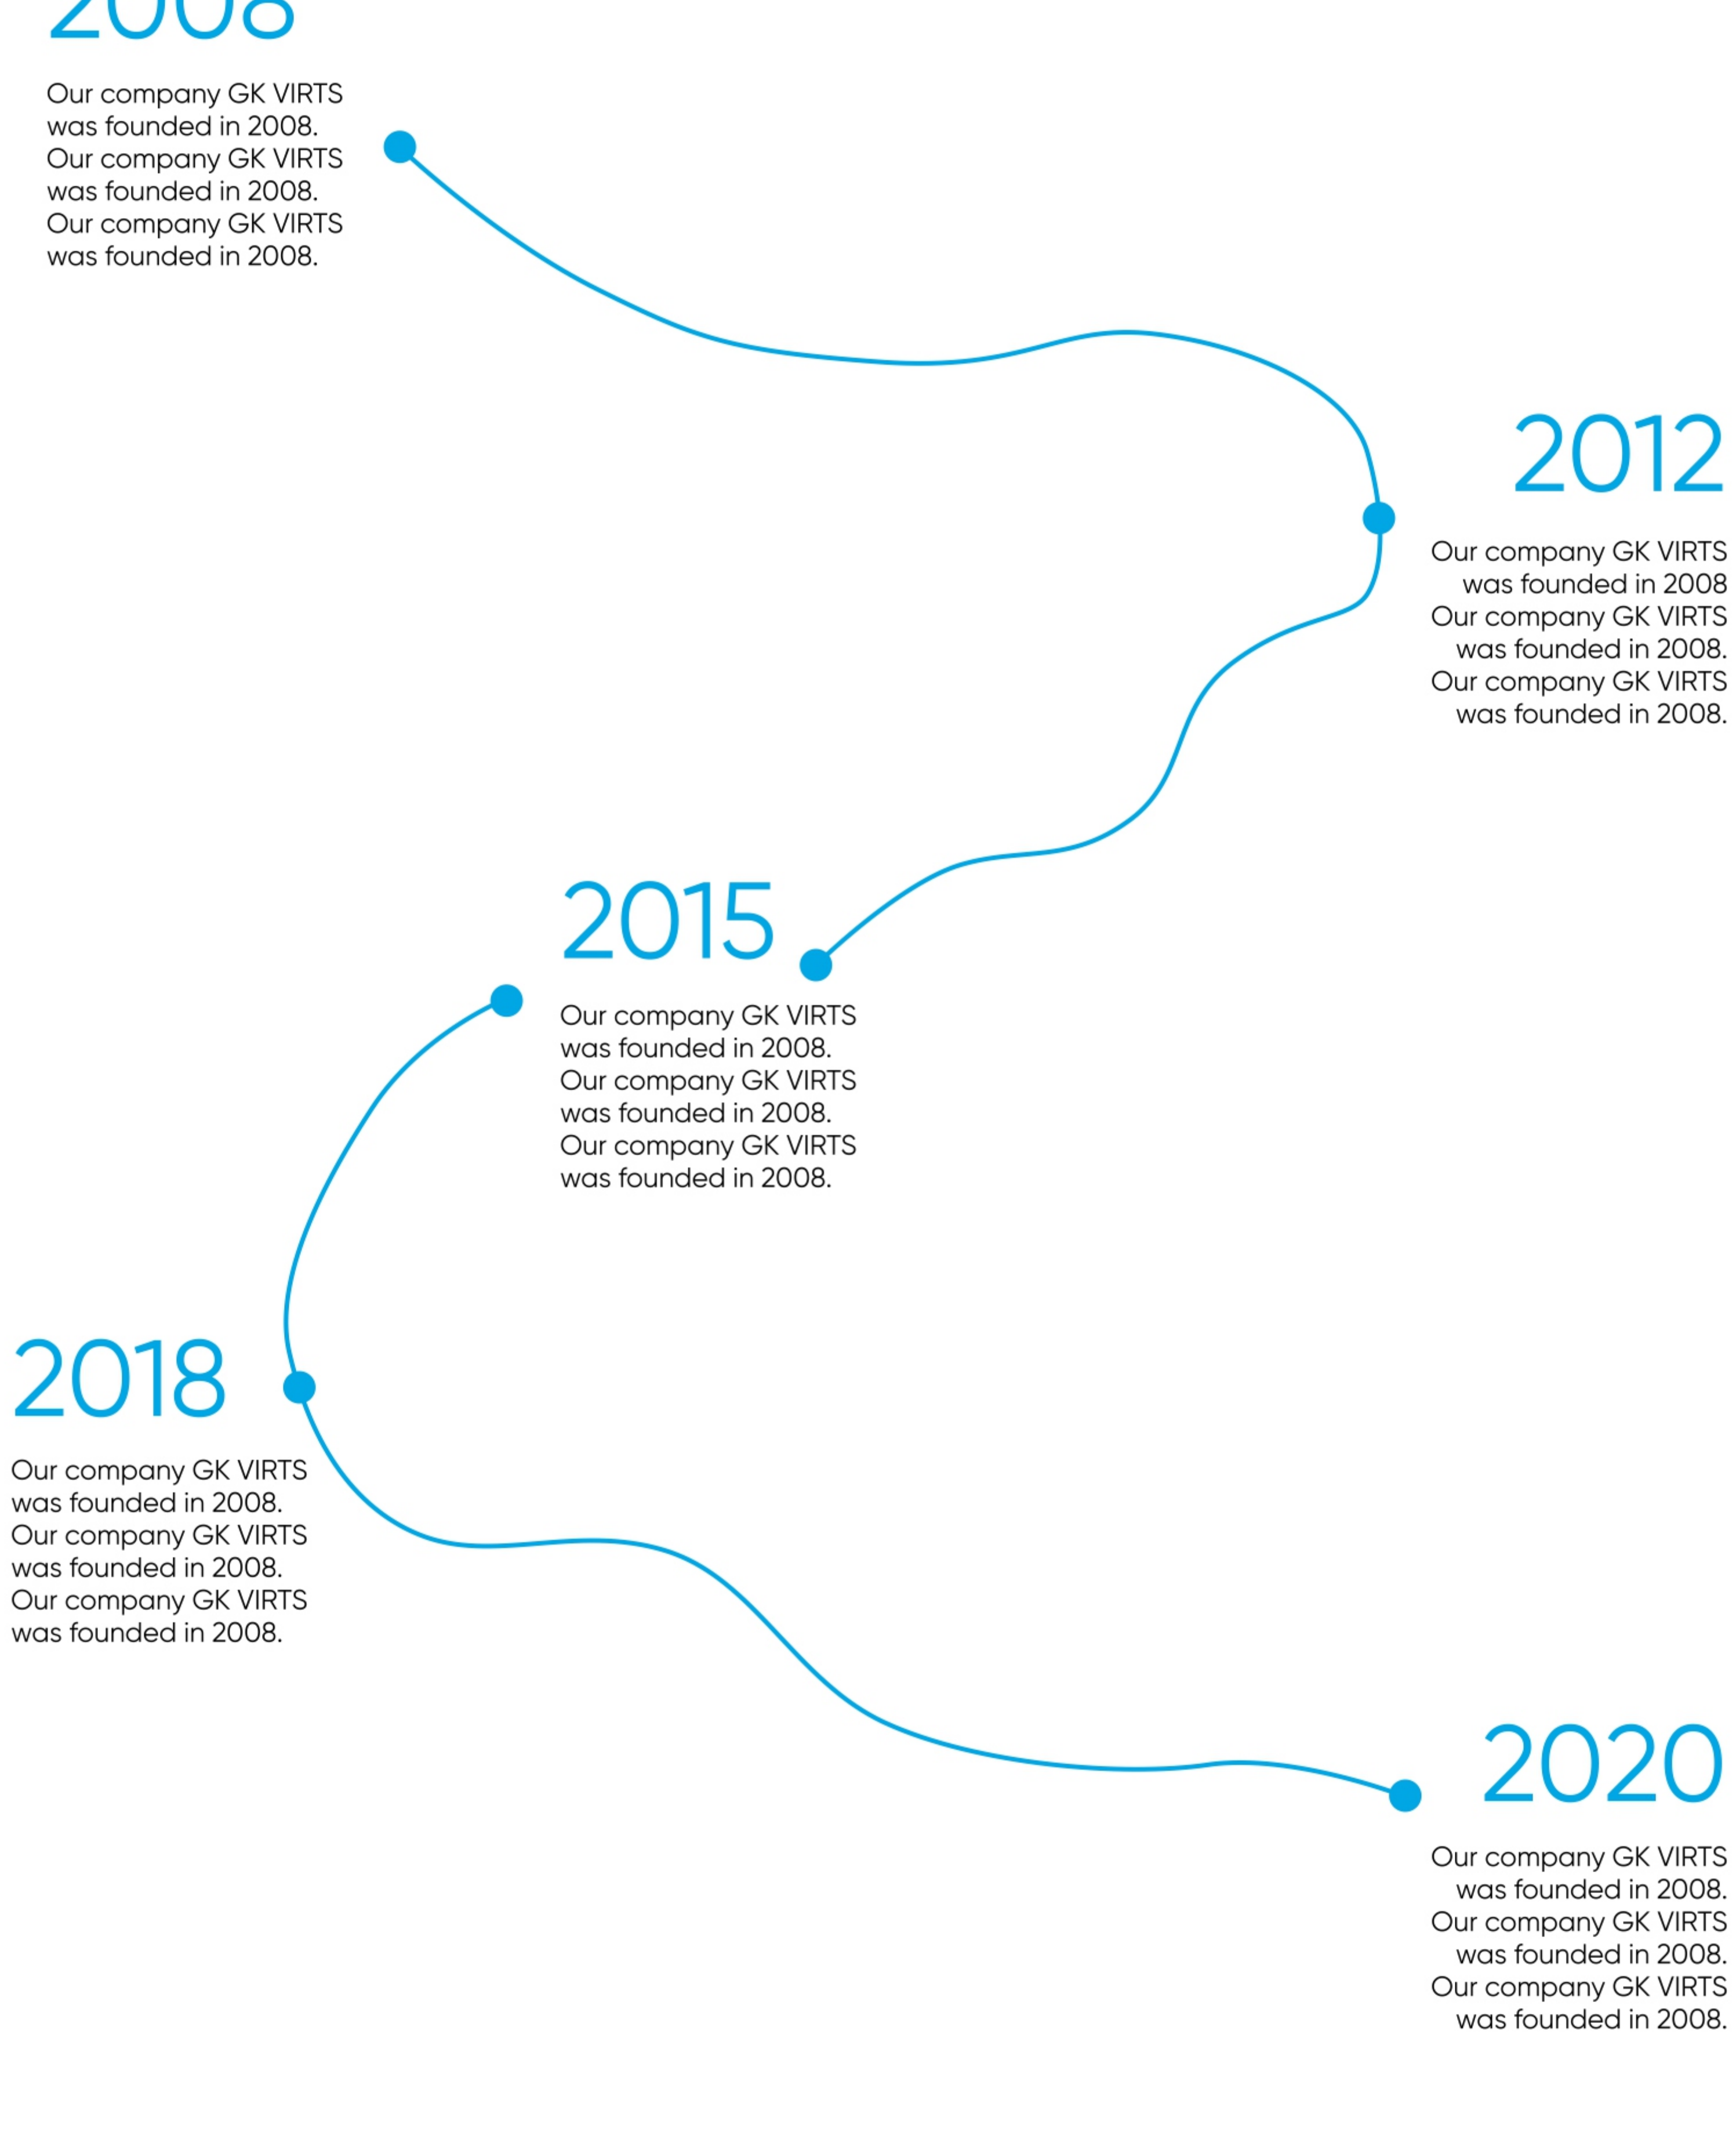 2008
Our company GK VIRTS
was founded in 2008.
Our company GK VIRTS
was founded in 2008.
Our company GK VIRTS
was founded in 2008.
2012
Our company GK VIRTS
was founded in 2008
Our company GK VIRTS
was founded in 2008.
Our company GK VIRTS
was founded in 2008.
2015
Our company GK VIRTS
was founded in 2008.
Our company GK VIRTS
was founded in 2008.
Our company GK VIRTS
was founded in 2008.
2018
Our company GK VIRTS
was founded in 2008.
Our company GK VIRTS
was founded in 2008.
Our company GK VIRTS
was founded in 2008.
2020
Our company GK VIRTS
was founded in 2008.
Our company GK VIRTS
was founded in 2008.
Our company GK VIRTS
was founded in 2008.